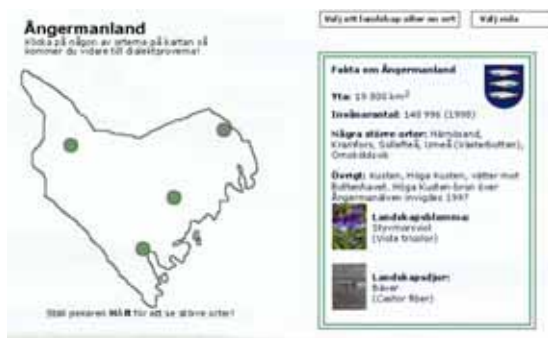 Ångermanland
Klicka på någon av orterna på kartan så
kommer du vidare till dialektproverna!
Ställ pekaren HÄR för att se större orter!
Välj ett landskap eller en ort
Välj sida
Fakta om Ångermanland
Yta: 19 800 km²
Invånarantal: 140 996 (1998)
Några större orter: Härnösand,
Kramfors, Sollefteå, Umeå (Västerbotten),
Örnsköldsvik
Övrigt: Kusten, Höga Kusten, vätter mot
Bottenhavet. Höga Kusten-bron över
Ångermanälven invigdes 1997
Landskapsblomma:
Styvmorsviol
(Viola tricolor)
Landskapsdjur:
Bäver
(Castor fiber)